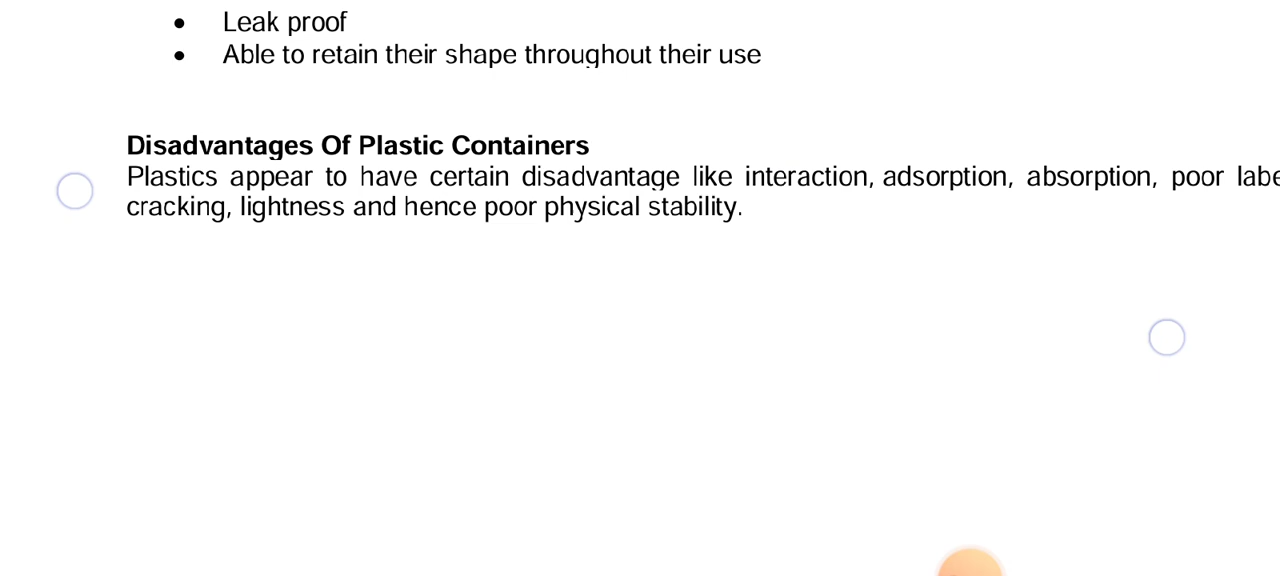 • Leak proof
• Able to retain their shape throughout their use
Disadvantages Of Plastic Containers
Plastics appear to have certain disadvantage like interaction, adsorption, absorption, poor
cracking, lightness and hence poor physical stability.